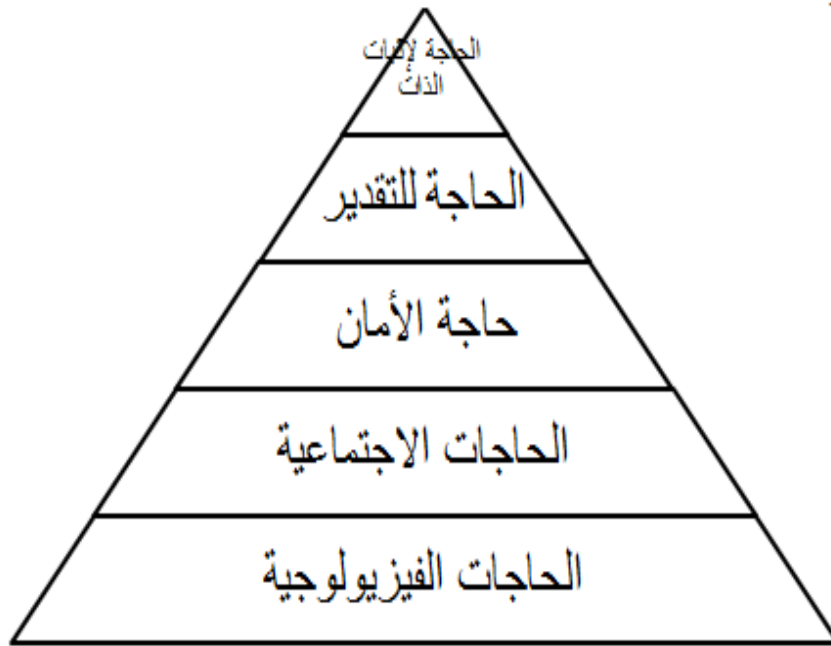 الحاجة لإثبات
الذات
الحاجة للتقدير
حاجة الأمان
الحاجات الاجتماعية
الحاجات الفيزيولوجية